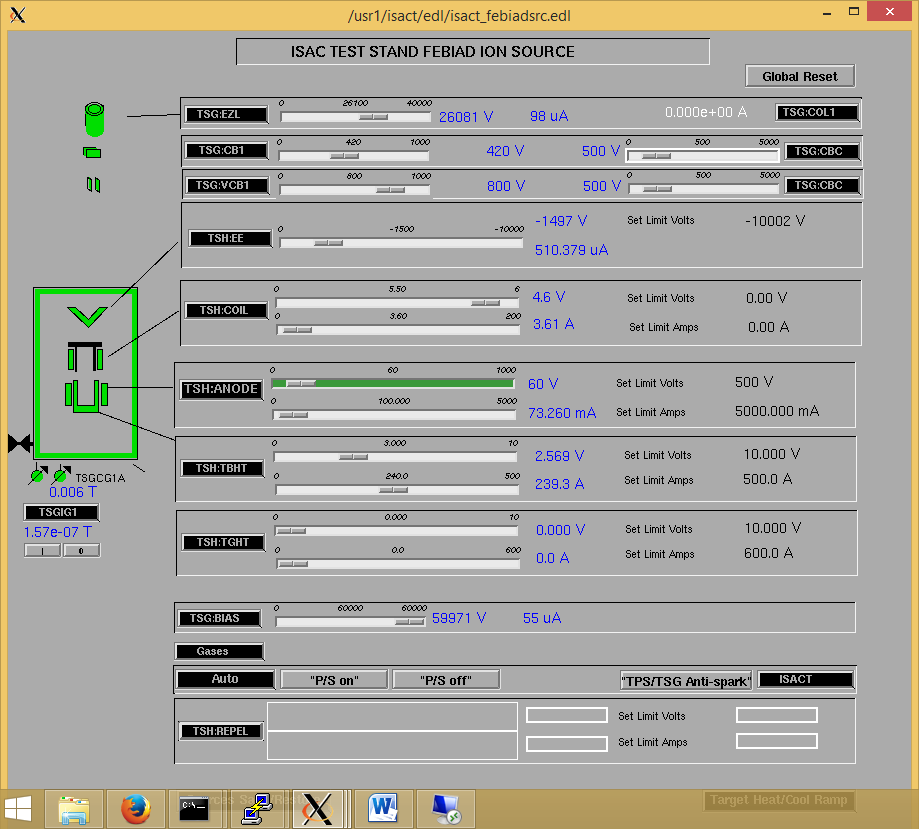 /usr1/isact/edl/isact_febiadsrc.edl
ISAC TEST STAND FEBIAD ION SOURCE
Global Reset
TSG:EZL 0 26100 40000 26081 V 98 uA 0.000e+00 A TSG:COL1
TSG:CB1 0 420 1000 420 V 500 V 0 500 5000 TSG:CBC
TSG:VCB1 0 800 1000 800 V 500 V 0 500 5000 TSG:CBC
TSH:EE 0 -1500 -10000 -1497 V Set Limit Volts -10002 V
510.379 uA
TSH:COIL 0 5.50 6 4.6 V Set Limit Volts 0.00 V
0 3.60 200 3.61 A Set Limit Amps 0.00 A
TSH:ANODE 0 60 1000 60 V Set Limit Volts 500 V
0 100.000 5000 73.260 mA Set Limit Amps 5000.000 mA
TSH:TBHT 0 3.000 10 2.569 V Set Limit Volts 10.000 V
0 240.0 500 239.3 A Set Limit Amps 500.0 A
TSGCG1A
0.006 T
TSGIG1
1.57e-07 T
I 0
TSH:TGHT 0 0.000 10 0.000 V Set Limit Volts 10.000 V
0 0.0 600 0.0 A Set Limit Amps 600.0 A
TSG:BIAS 0 60000 60000 59971 V 55 uA
Gases
Auto "P/S on" "P/S off" "TPS/TSG Anti-spark" ISACT
TSH:REPEL Set Limit Volts
Set Limit Amps
C:\.
Target Heat/Cool Ramp